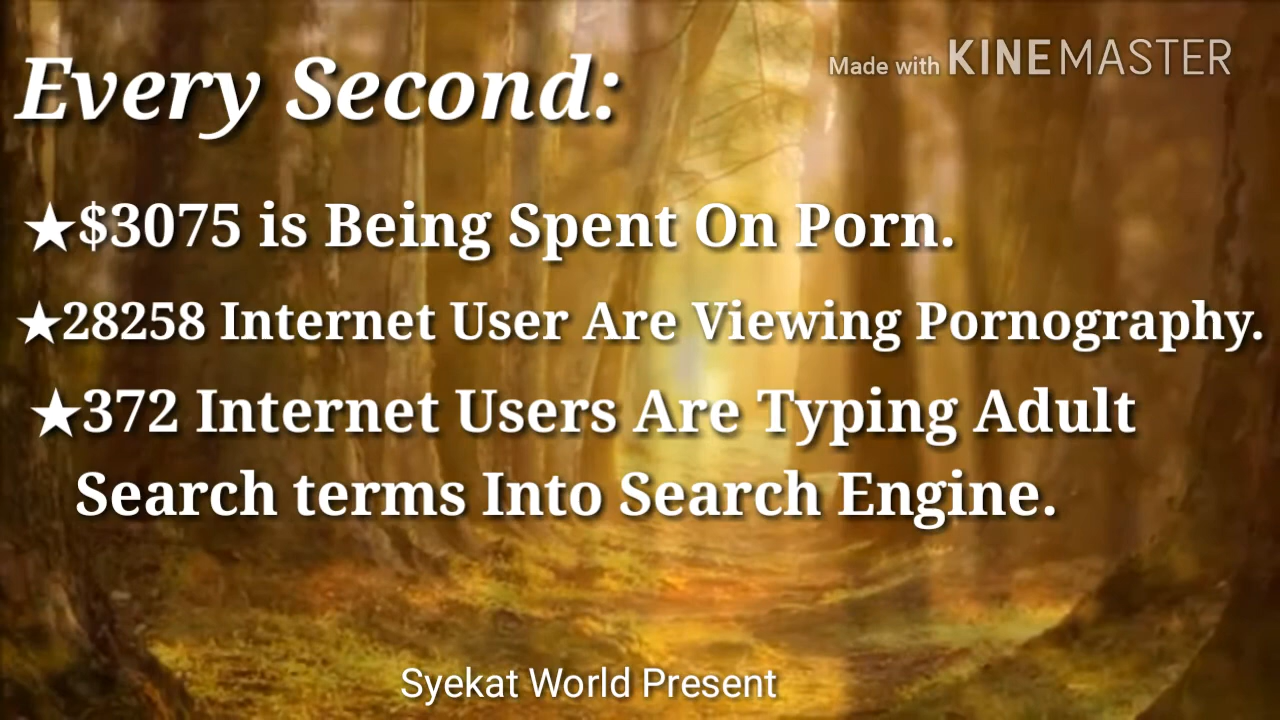 Made with KINEMASTER
Every Second:
★$3075 is Being Spent On Porn.
★28258 Internet User Are Viewing Pornography.
★372 Internet Users Are Typing Adult
Search terms Into Search Engine.
Syekat World Present